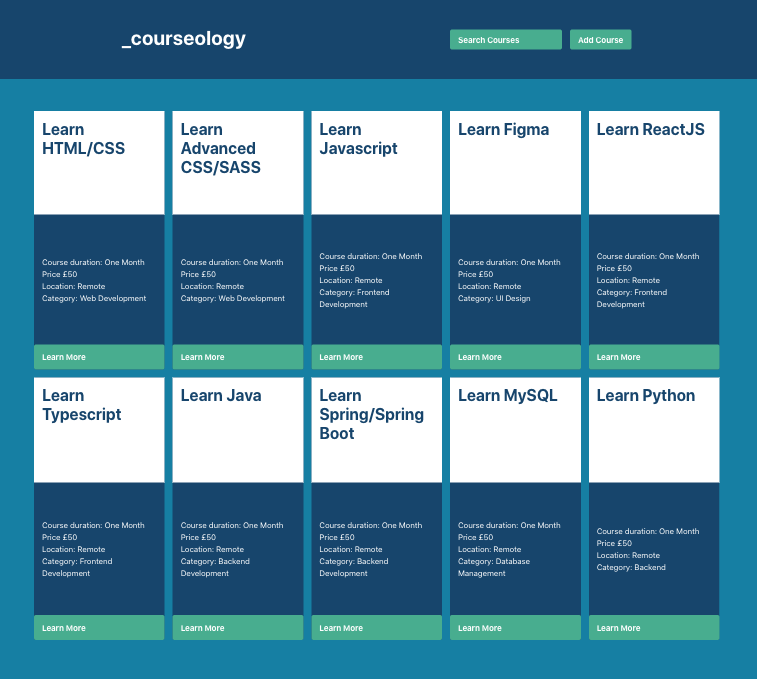 _courseology
Search Courses
Add Course
Learn
HTML/CSS
Course duration: One Month
Price £50
Location: Remote
Category: Web Development
Learn More
Learn
Advanced
CSS/SASS
Course duration: One Month
Price £50
Location: Remote
Category: Web Development
Learn More
Learn
Javascript
Course duration: One Month
Price £50
Location: Remote
Category: Frontend
Development
Learn More
Learn Figma
Course duration: One Month
Price £50
Location: Remote
Category: UI Design
Learn More
Learn ReactJS
Course duration: One Month
Price £50
Location: Remote
Category: Frontend
Development
Learn More
Learn
Typescript
Course duration: One Month
Price £50
Location: Remote
Category: Frontend
Development
Learn More
Learn Java
Course duration: One Month
Price £50
Location: Remote
Category: Backend
Development
Learn More
Learn
Spring/Spring
Boot
Course duration: One Month
Price £50
Location: Remote
Category: Backend
Development
Learn More
Learn MySQL
Course duration: One Month
Price £50
Location: Remote
Category: Database
Management
Learn More
Learn Python
Course duration: One Month
Price £50
Location: Remote
Category: Backend
Learn More